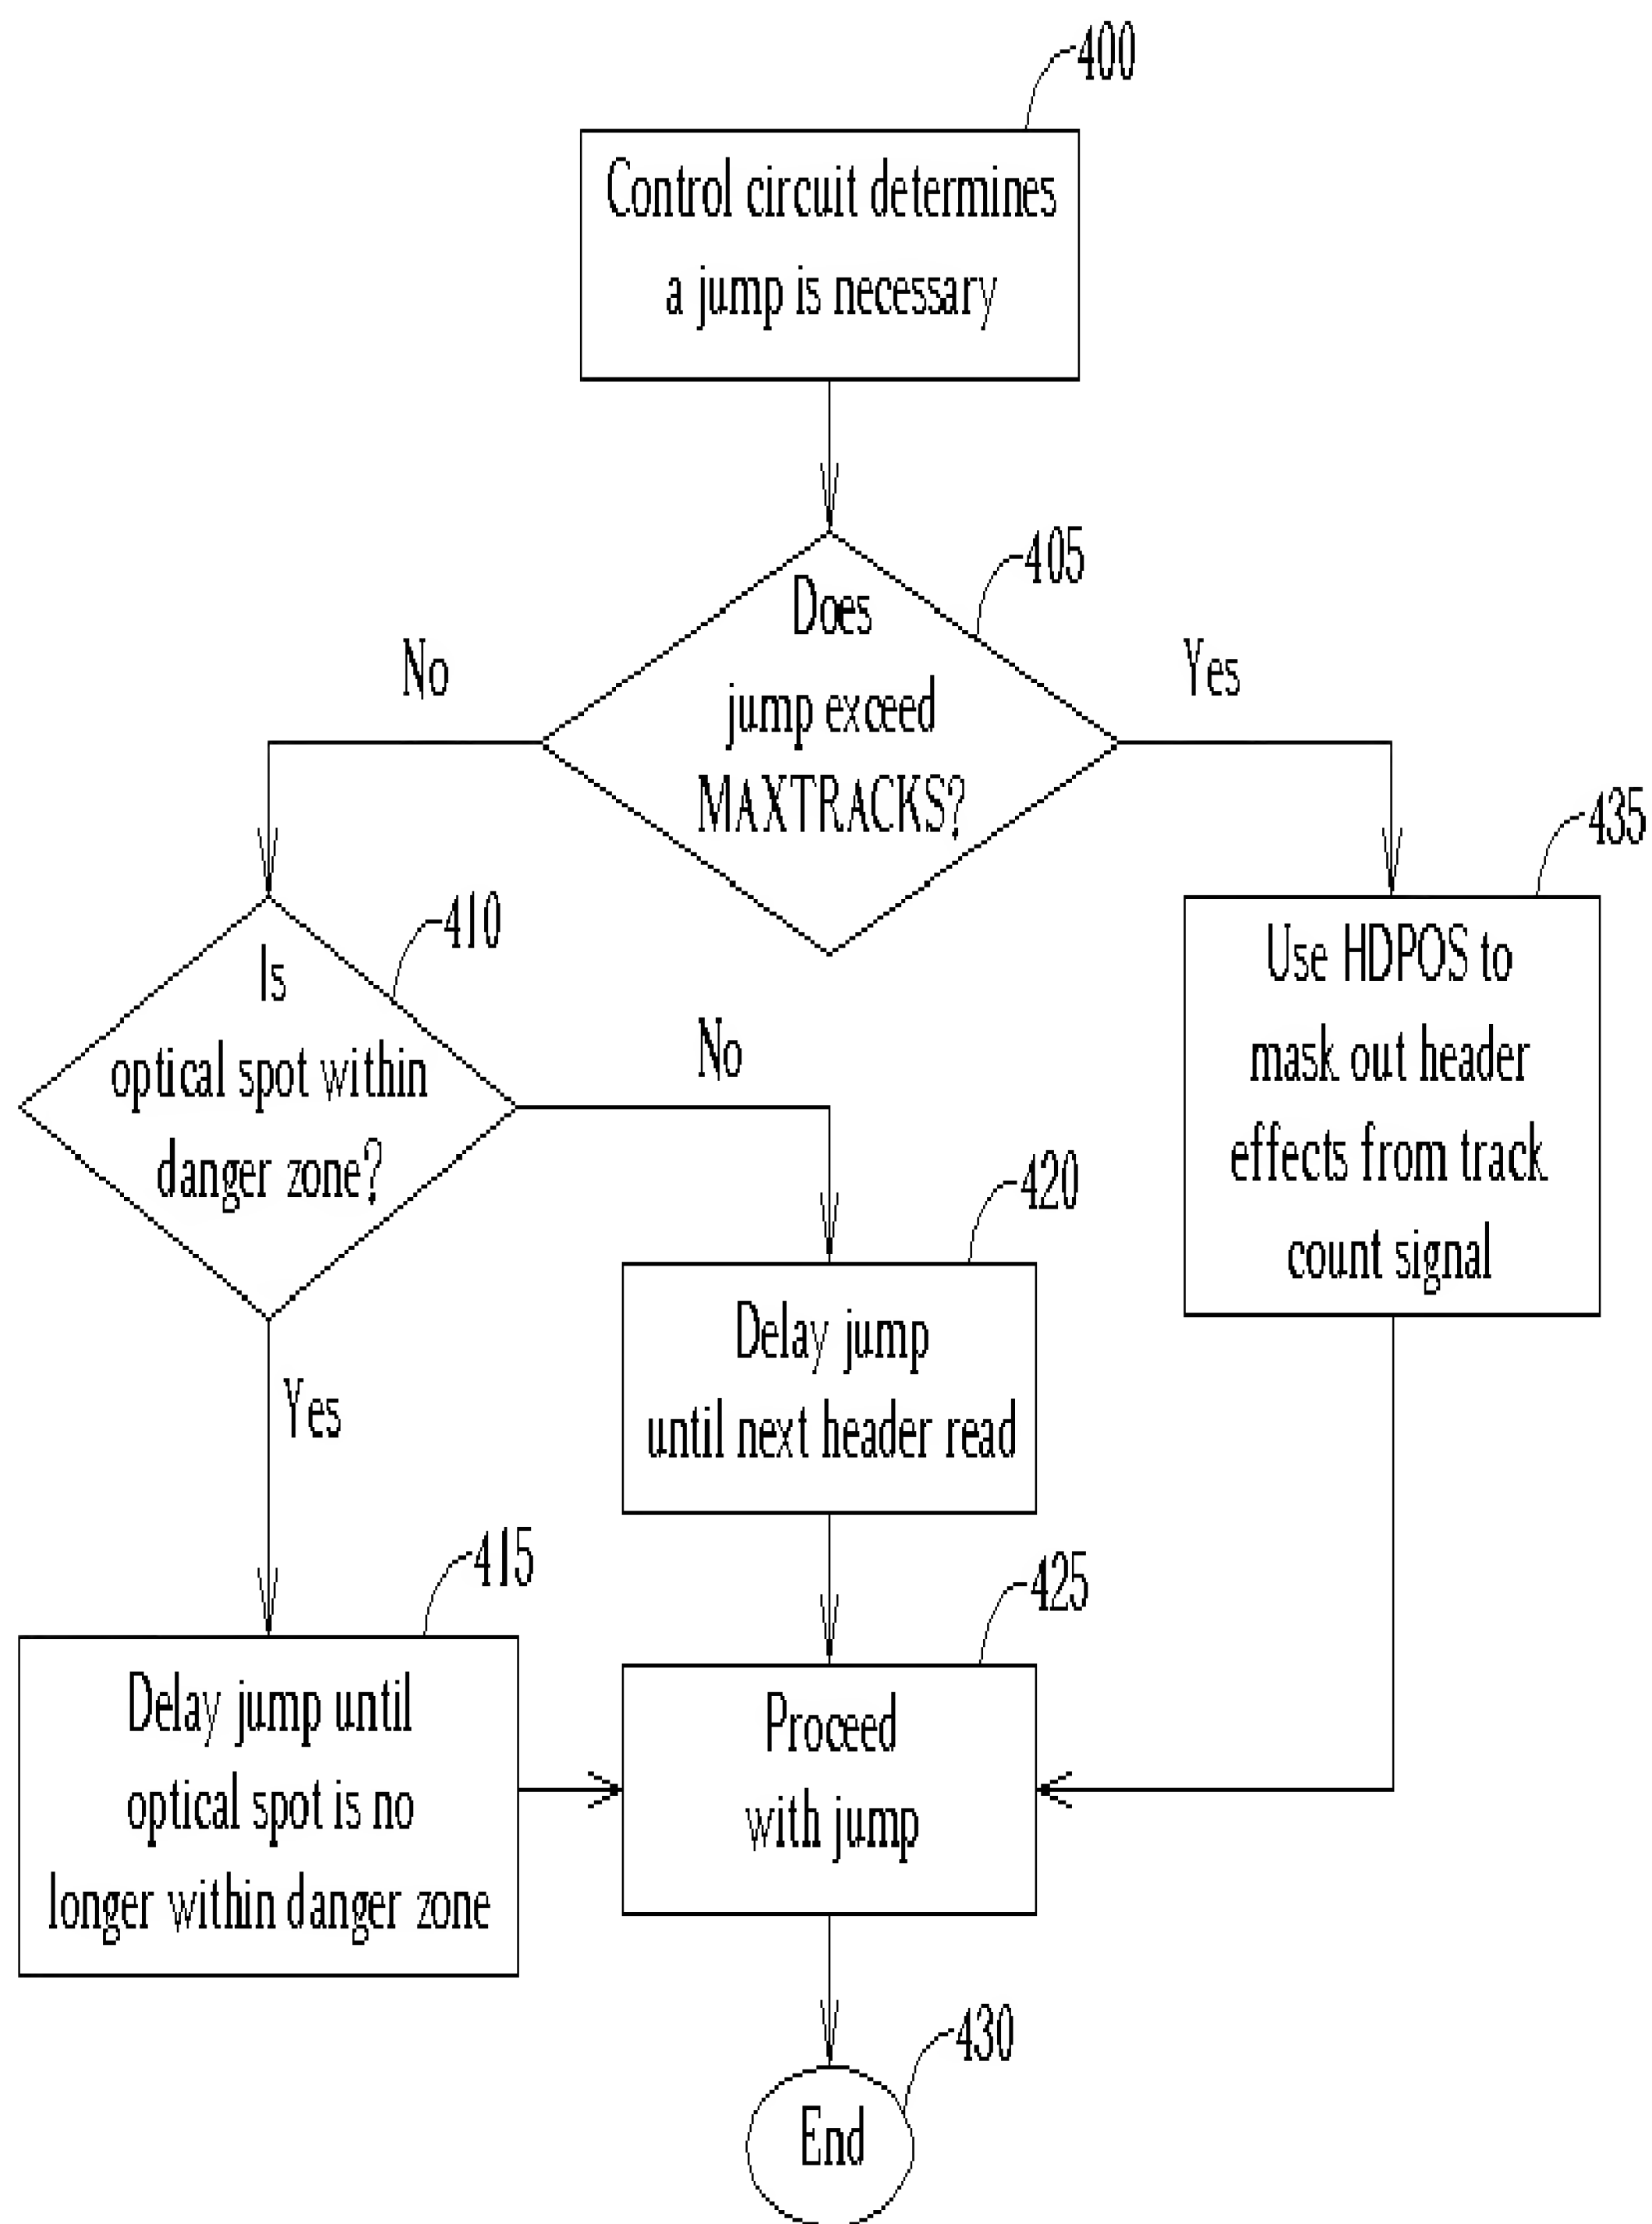 400
Control circuit determines
a jump is necessary
405
Does
jump exceed
MAXTRACKS?
No
Yes
410
Is
optical spot within
danger zone?
No
Yes
435
Use HDPOS to
mask out header
effects from track
count signal
420
Delay jump
until next header read
415
Delay jump until
optical spot is no
longer within danger zone
425
Proceed
with jump
430
End